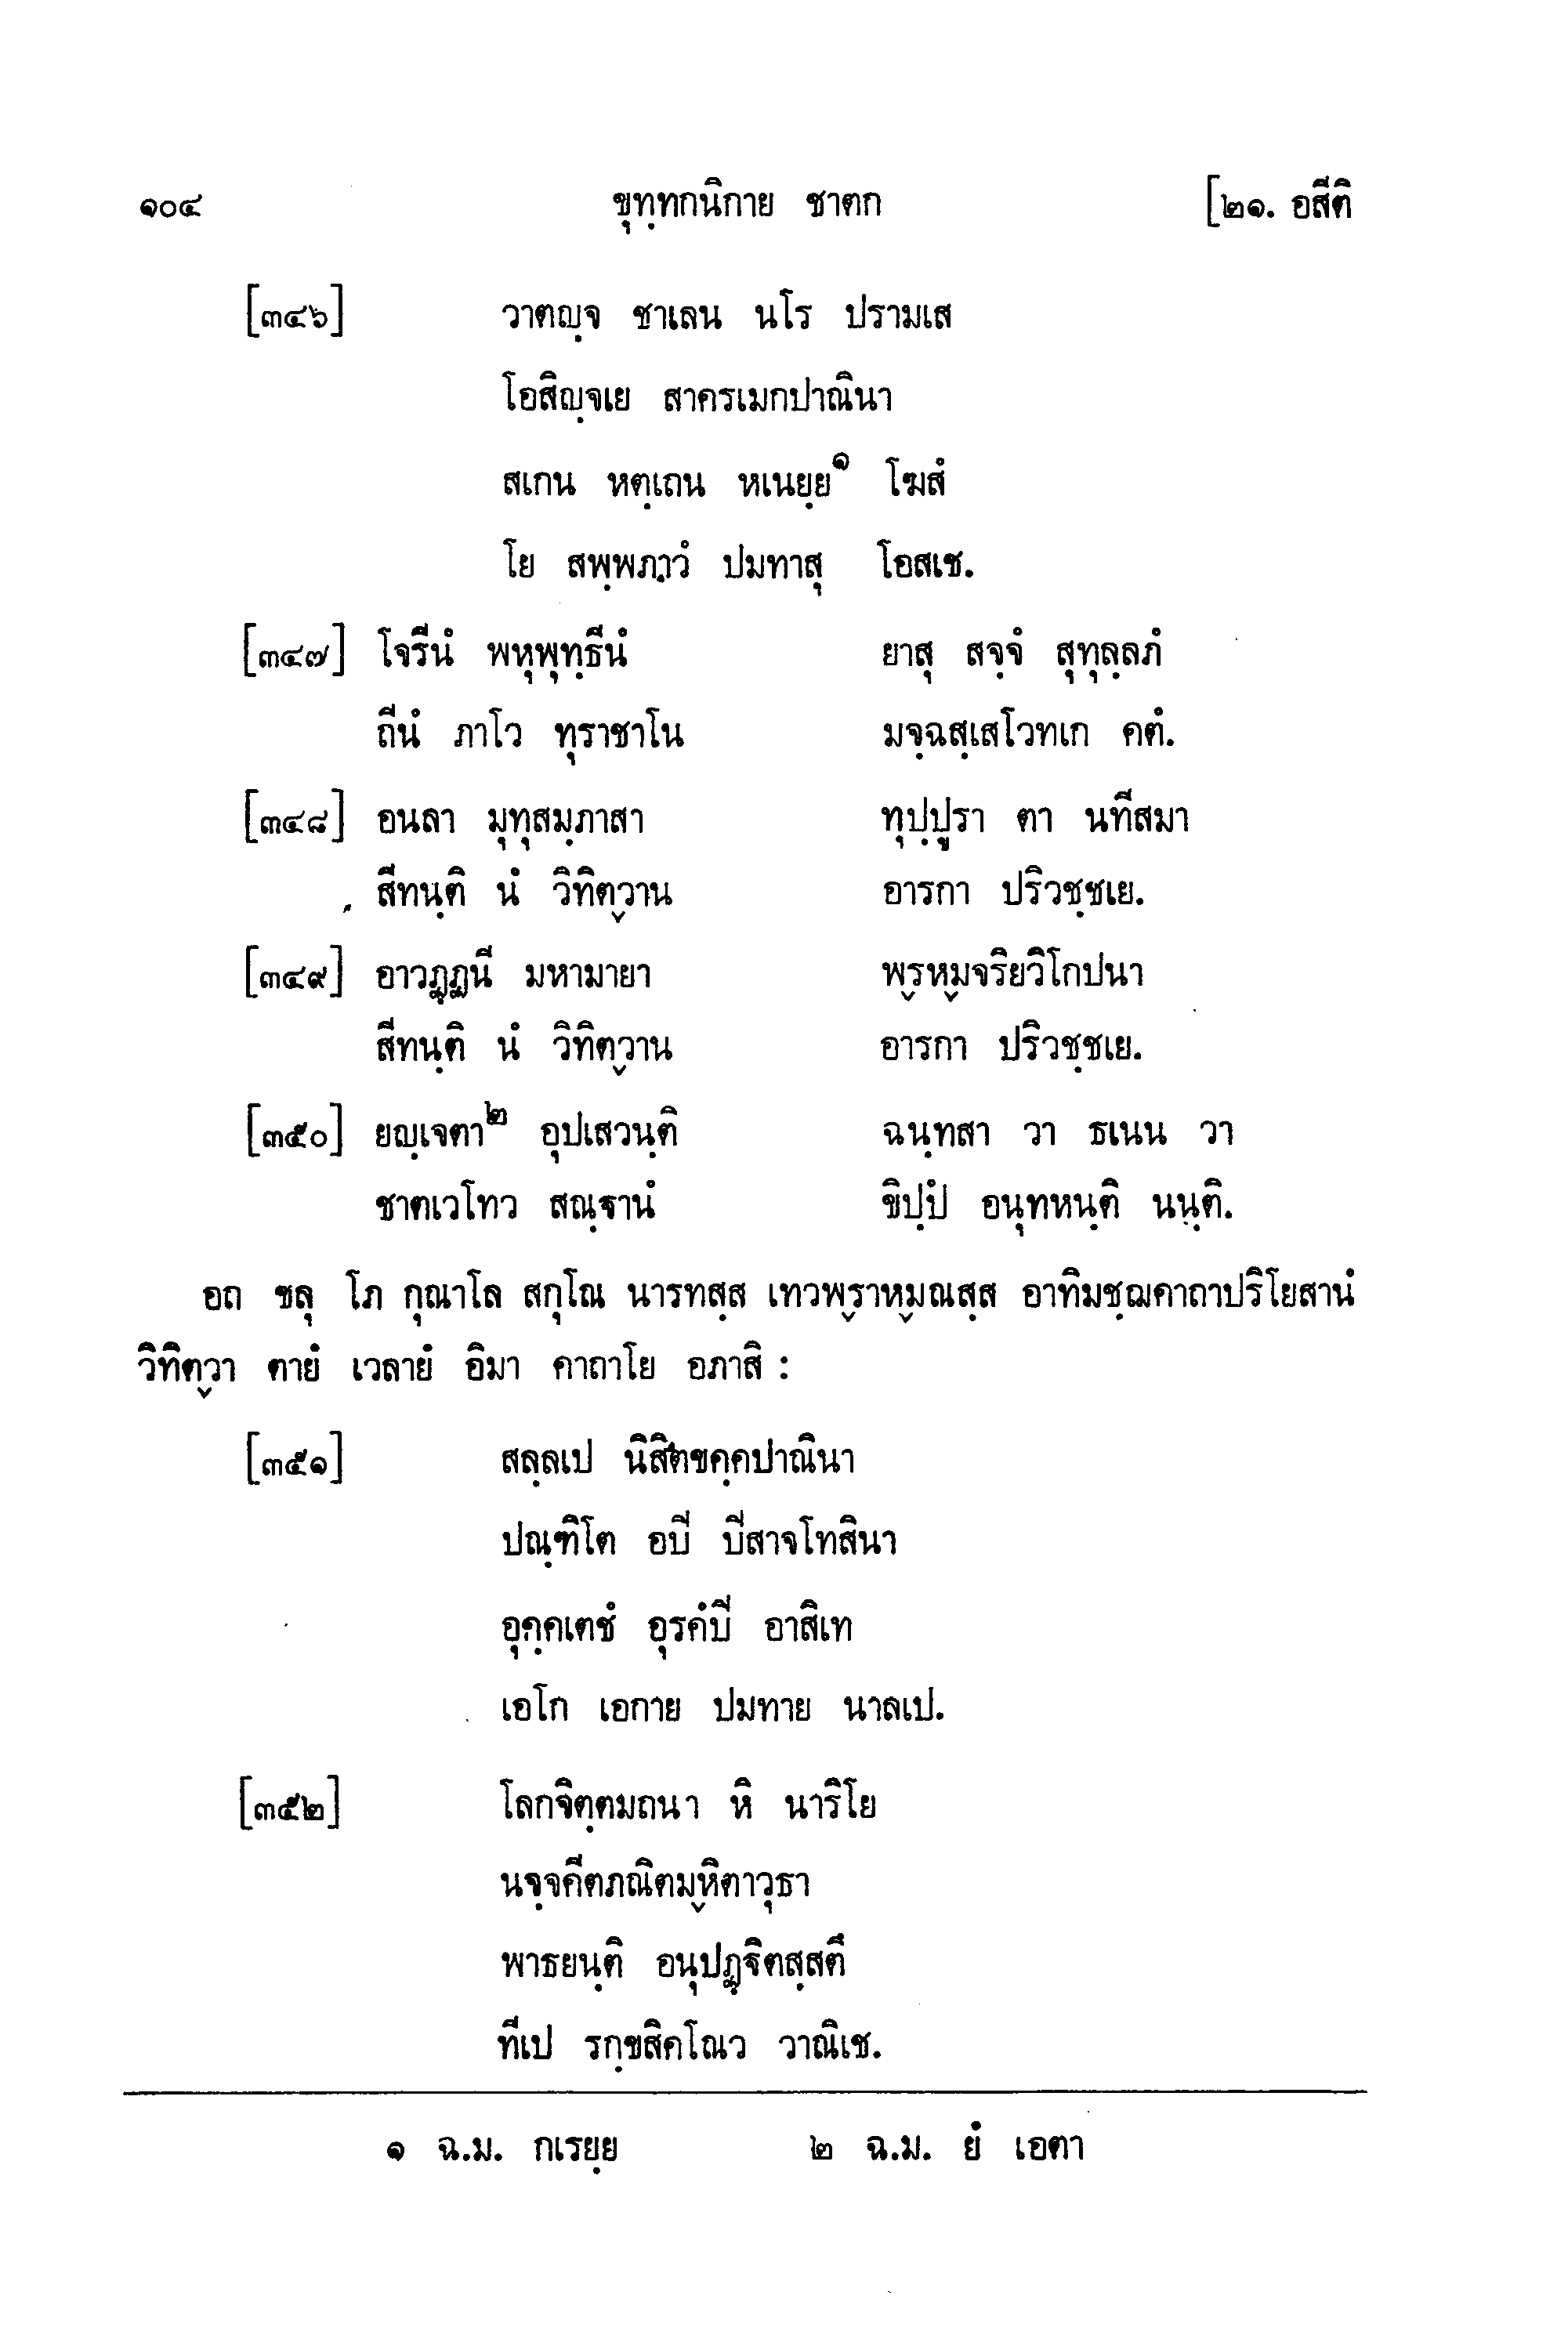 ๑๐๔ ขุทฺทกนิกาย ชาตก [๒๑. อสีติ
[๓๔๖] วาตญฺจ ชาเลน นโร ปรามเส
โอสิญฺจเย สาครเมกปาณินา
สเกน หตฺเถน หเนยฺย๑ โฆสํ
โย สพฺพภาวํ ปมทาสุ โอสเช.
[๓๔๗] โจรีนํ พหุพุทฺธีนํ ยาสุ สจฺจํ สุทุลฺลภํ
ถีนํ ภาโว ทุราชาโน มจฺฉสฺเสโวทเก คตํ.
[๓๔๘] อนลา มุทุสมฺภาสา ทุปฺปูรา ตา นทีสมา
สีทนฺติ นํ วิทิตฺวาน อารกา ปริวชฺชเย.
[๓๔๙] อาวฏฺฏนี มหามายา พฺรหฺมจริยวิโกปนา
สีทนฺติ นํ วิทิตฺวาน อารกา ปริวชฺชเย.
[๓๕๐] ยญฺเจตา๒ อุปเสวนฺติ ฉนฺทสา วา ธเนน วา
ชาตเวโทว สณฺฐานํ ขิปฺปํ อนุทหนฺติ นนฺติ.
อถ ขลุ โภ กุณาโล สกุโณ นารทสฺส เทวพฺราหฺมณสฺส อาทิมชฺฌคาถาปริโยสานํ
วิทิตฺวา ตายํ เวลายํ อิมา คาถาโย อภาสิ :
[๓๕๑] สลฺลเป นิสิตขคฺคปาณินา
ปณฺฑิโต อปิ ปิสาจโทสินา
อุคฺคเตชํ อุรคํปิ อาสิเท
เอโก เอกาย ปมทาย นาลเป.
[๓๕๒] โลกจิตฺตมถนา หิ นาริโย
นจฺจคีตภณิตมฺหิตาวุธา
พาธยนฺติ อนุปฏฺฐิตสฺสตึ
ทีเป รกฺขสิคโณว วาณิเช.
๑ ฉ.ม. กเรยฺย ๒ ฉ.ม. ยํ เอตา